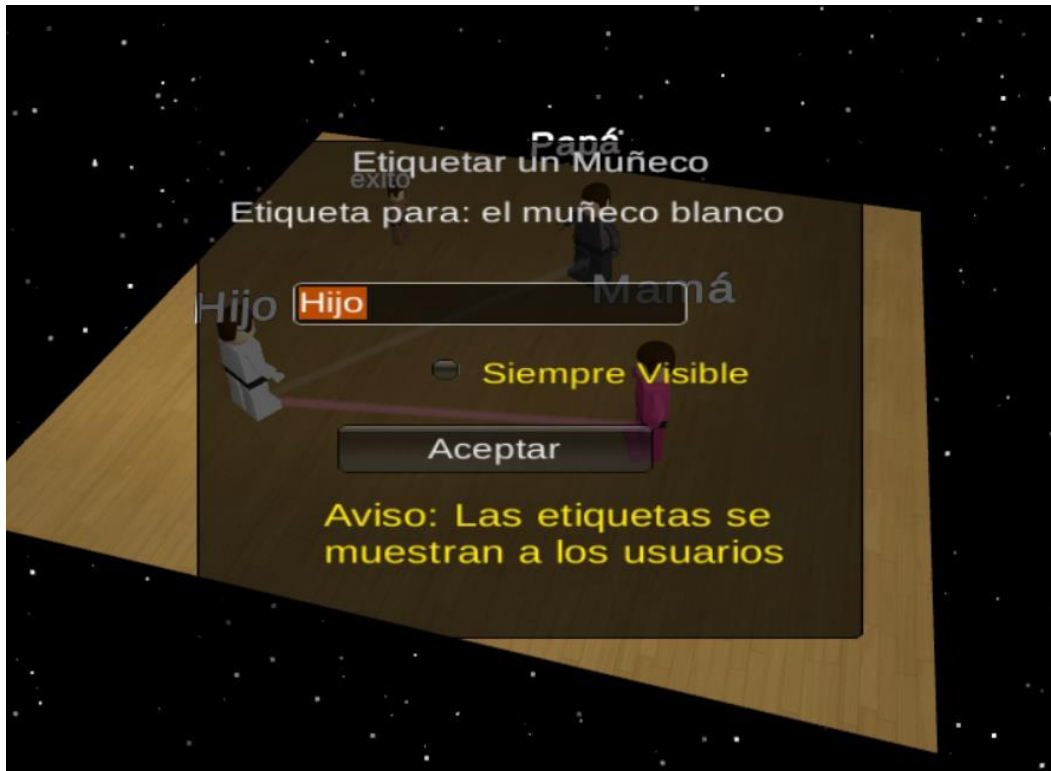 Papá
Etiquetar un Muñeco
exito
Etiqueta para: el muñeco blanco
Mamá
Hijo
Hijo
Siempre Visible
Aceptar
Aviso: Las etiquetas se
muestran a los usuarios